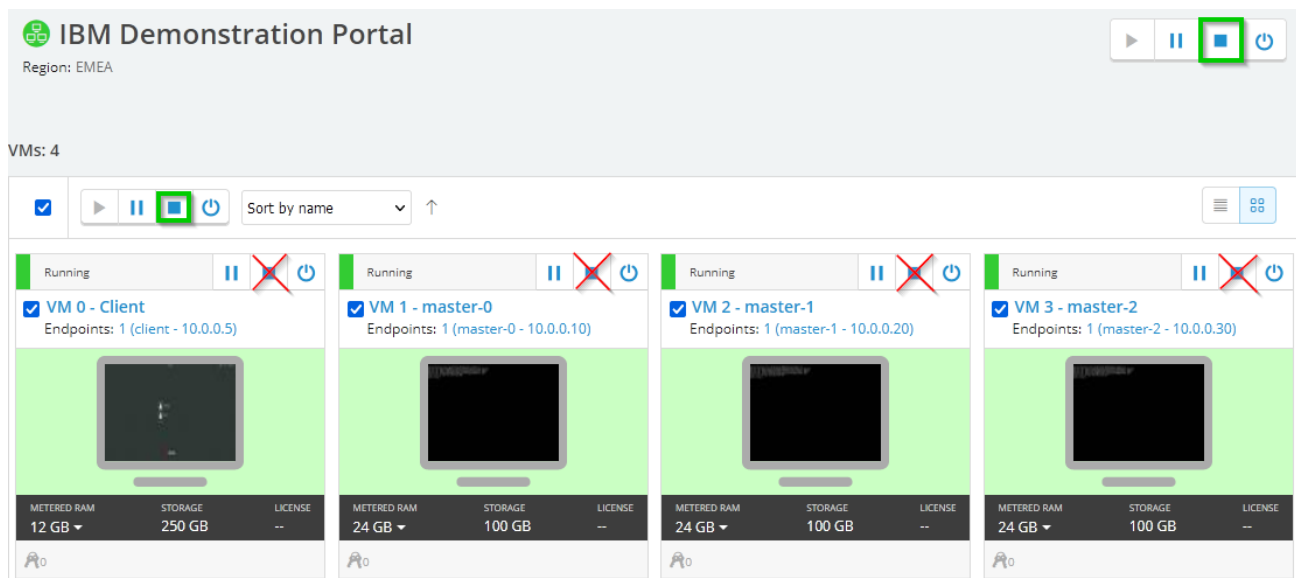 IBM Demonstration Portal
Region: EMEA
VMs: 4
Sort by name
Running
VM 0 - Client
Endpoints: 1 (client - 10.0.0.5)
METERED RAM STORAGE LICENSE
12 GB 250 GB --
0
Running
VM 1 - master-0
Endpoints: 1 (master-0 - 10.0.0.10)
METERED RAM STORAGE LICENSE
24 GB 100 GB --
0
Running
VM 2 - master-1
Endpoints: 1 (master-1 - 10.0.0.20)
METERED RAM STORAGE LICENSE
24 GB 100 GB --
0
Running
VM 3 - master-2
Endpoints: 1 (master-2 - 10.0.0.30)
METERED RAM STORAGE LICENSE
24 GB 100 GB --
0